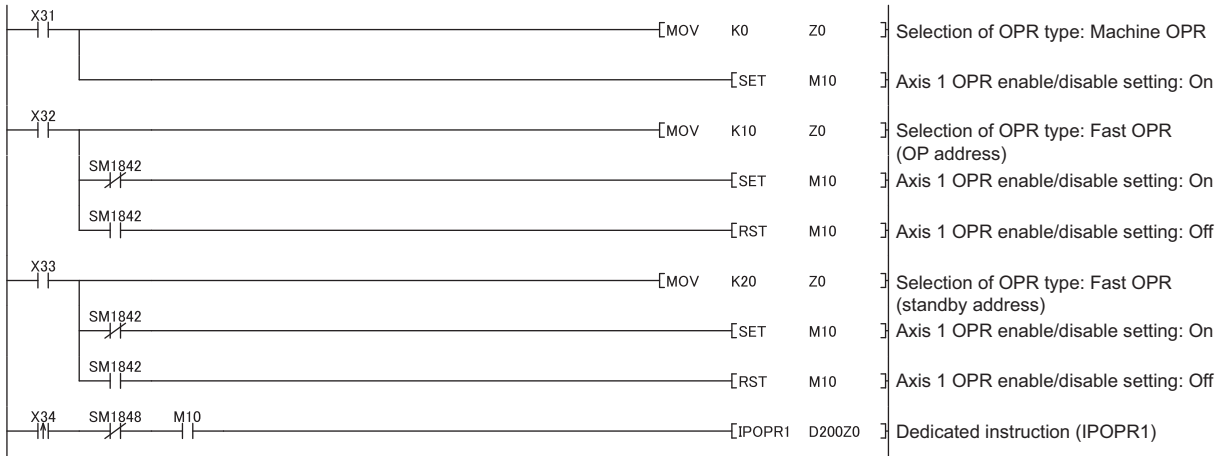 X31
[MOV K0 Z0 ] Selection of OPR type: Machine OPR
[SET M10 ] Axis 1 OPR enable/disable setting: On
X32
[MOV K10 Z0 ] Selection of OPR type: Fast OPR
(OP address)
SM1842
[SET M10 ] Axis 1 OPR enable/disable setting: On
SM1842
[RST M10 ] Axis 1 OPR enable/disable setting: Off
X33
[MOV K20 Z0 ] Selection of OPR type: Fast OPR
(standby address)
SM1842
[SET M10 ] Axis 1 OPR enable/disable setting: On
SM1842
[RST M10 ] Axis 1 OPR enable/disable setting: Off
X34 SM1848 M10
[IPOPR1 D200Z0 ] Dedicated instruction (IPOPR1)